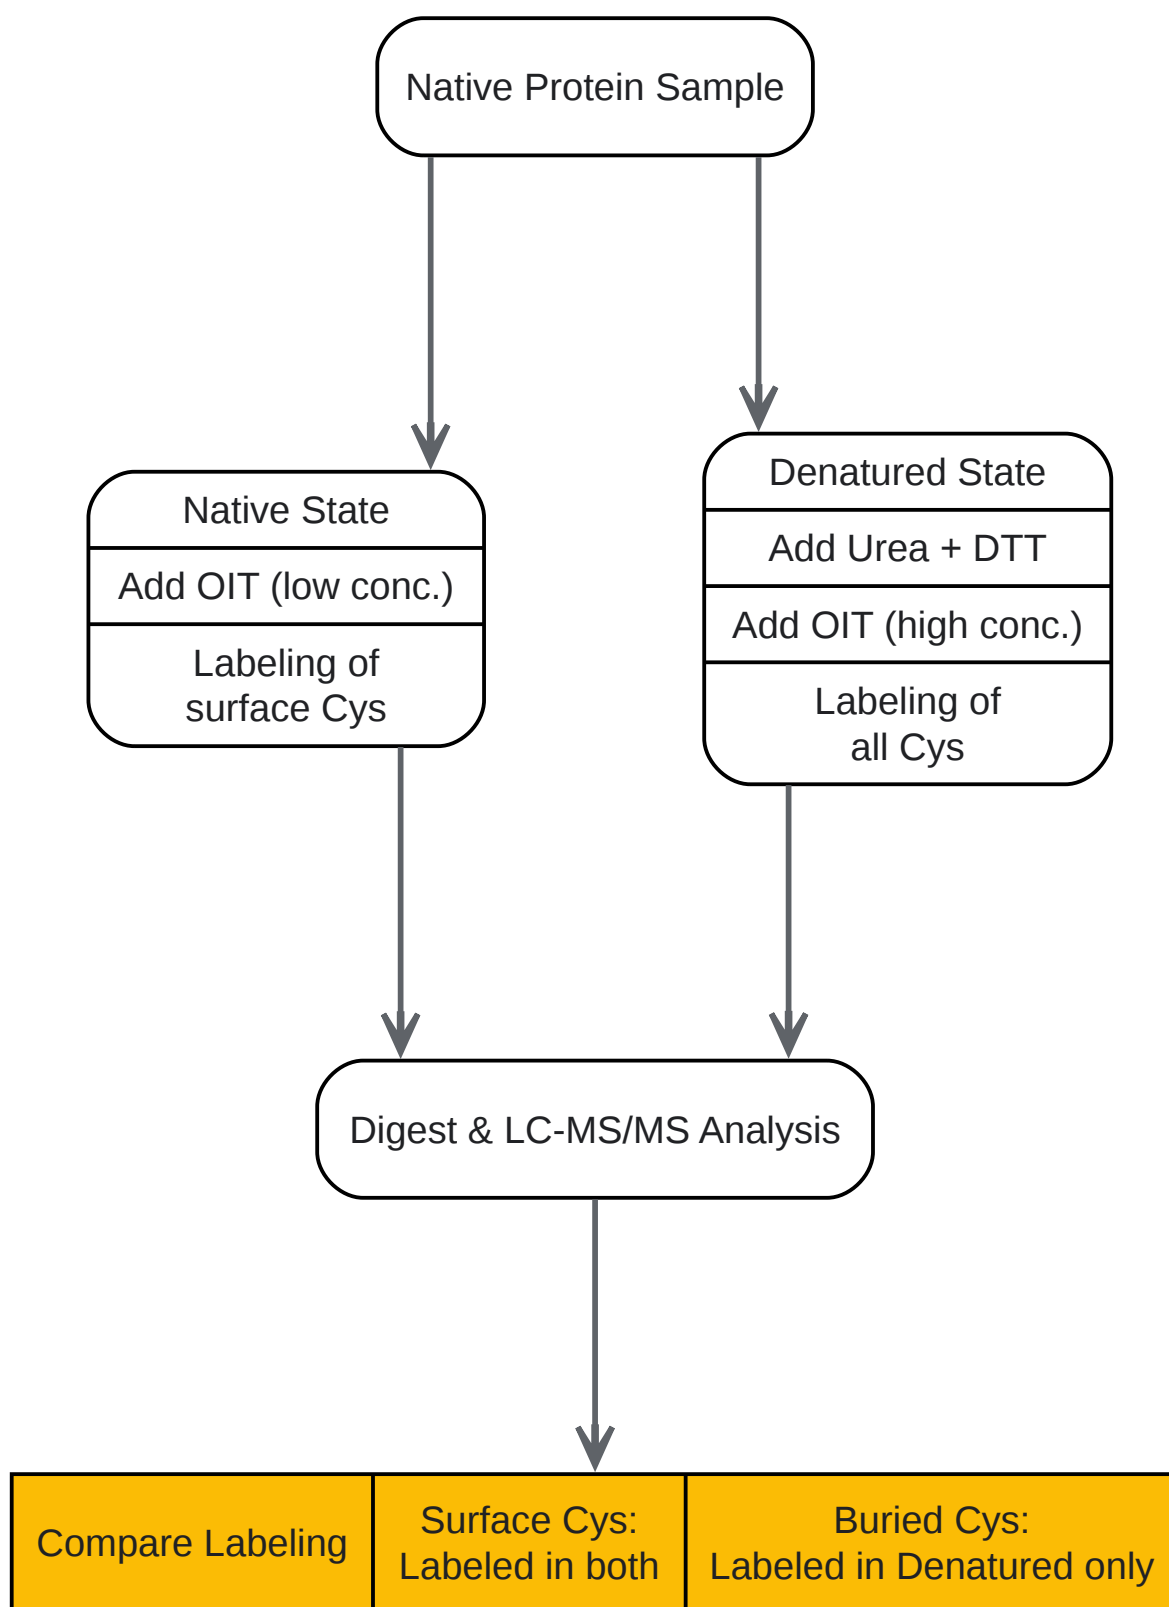 Native Protein Sample
Native State
Add OIT (low conc.)
Labeling of
surface Cys
Denatured State
Add Urea + DTT
Add OIT (high conc.)
Labeling of
all Cys
Digest & LC-MS/MS Analysis
Compare Labeling
Surface Cys:
Labeled in both
Buried Cys:
Labeled in Denatured only